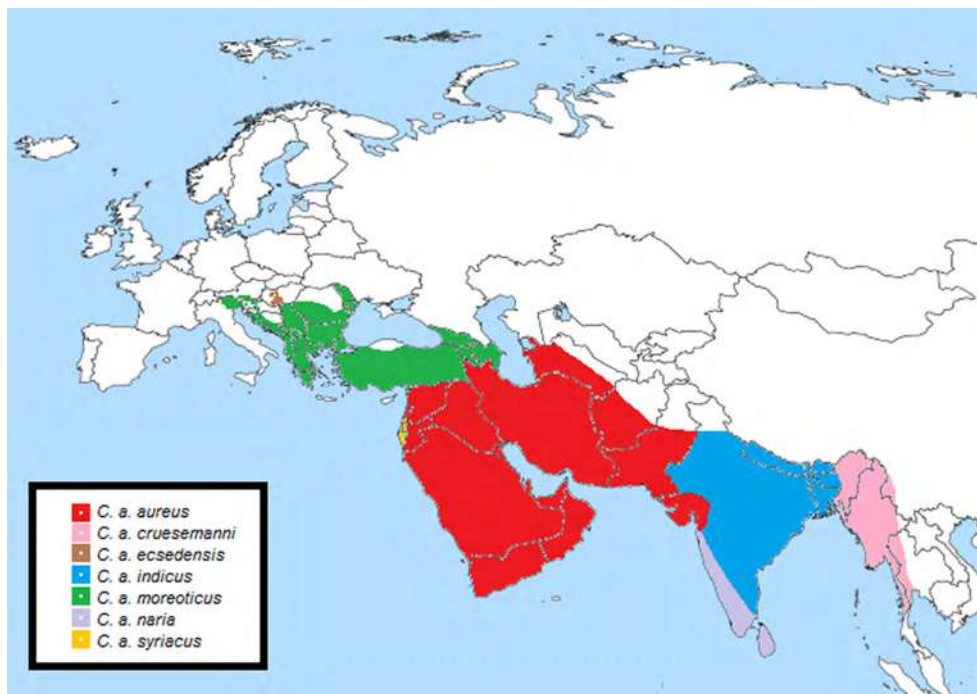 C. a. aureus
C. a. cruesemanni
C. a. ecsedensis
C. a. indicus
C. a. moreoticus
C. a. naria
C. a. syriacus